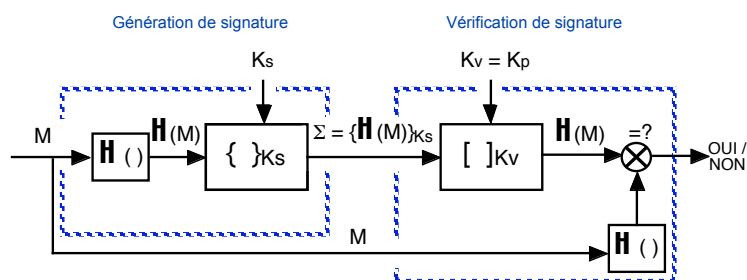 Génération de signature
Vérification de signature
Ks
Kv = Kp
M
H ()
H(M)
{ }Ks
Σ = {H(M)}Ks
[ ]Kv
H(M)
=?
OUI /
NON
M
H ()